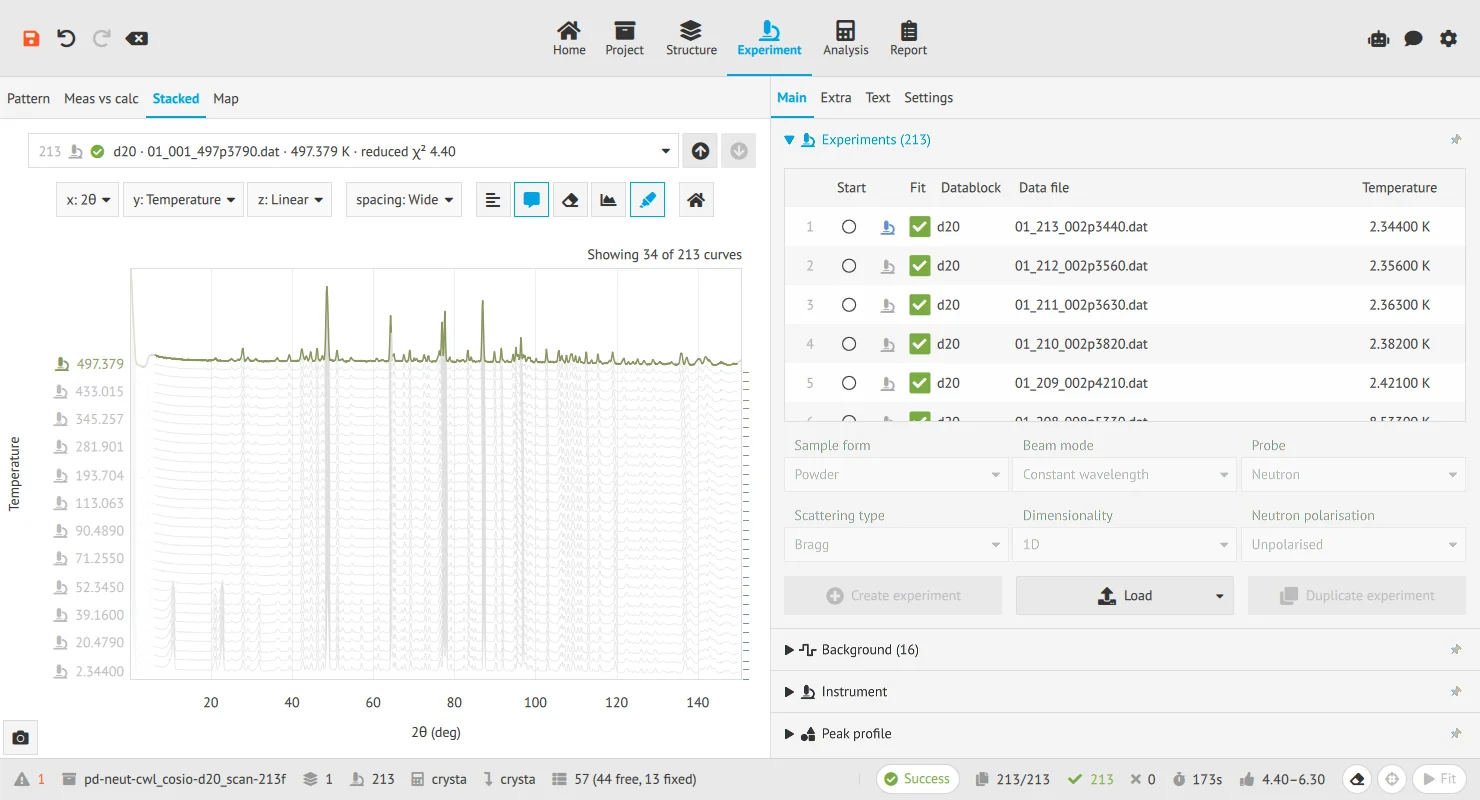 Home
Project
Structure
Experiment
Analysis
Report
Pattern
Meas vs calc
Stacked
Map
213
d20 · 01_001_497p3790.dat · 497.379 K · reduced χ² 4.40
x: 2θ
y: Temperature
z: Linear
spacing: Wide
Showing 34 of 213 curves
Temperature
497.379
433.015
345.257
281.901
193.704
113.063
90.4890
71.2550
52.3450
39.1600
20.4790
2.34400
20
40
60
80
100
120
140
2θ (deg)
Main
Extra
Text
Settings
Experiments (213)
Start
Fit
Datablock
Data file
Temperature
1
d20
01_213_002p3440.dat
2.34400 K
2
d20
01_212_002p3560.dat
2.35600 K
3
d20
01_211_002p3630.dat
2.36300 K
4
d20
01_210_002p3820.dat
2.38200 K
5
d20
01_209_002p4210.dat
2.42100 K
Sample form
Beam mode
Probe
Powder
Constant wavelength
Neutron
Scattering type
Dimensionality
Neutron polarisation
Bragg
1D
Unpolarised
Create experiment
Load
Duplicate experiment
Background (16)
Instrument
Peak profile
1
pd-neut-cwl_cosio-d20_scan-213f
1
213
crysta
crysta
57 (44 free, 13 fixed)
Success
213/213
213
0
173s
4.40–6.30
Fit